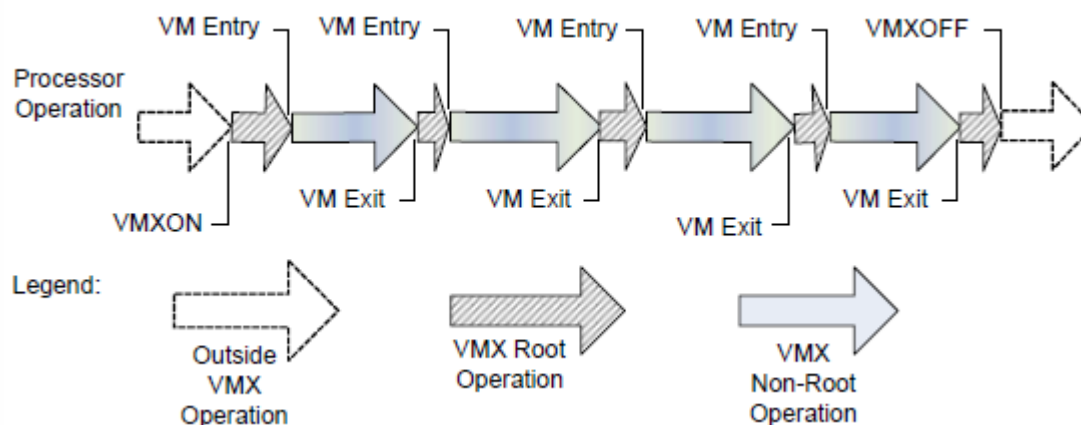 VM Entry VM Entry VM Entry VM Entry VMXOFF
Processor
Operation
VMXON VM Exit VM Exit VM Exit VM Exit
Legend:
Outside
VMX
Operation
VMX Root
Operation
VMX
Non-Root
Operation